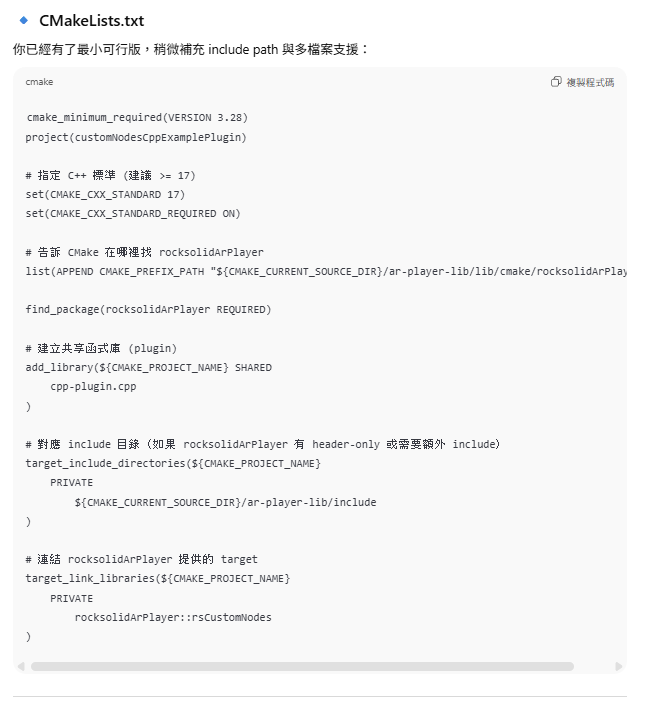 CMakeLists.txt
你已經有了最小可行版，稍微補充 include path 與多檔案支援：
cmake
複製程式碼
cmake_minimum_required(VERSION 3.28)
project(customNodesCppExamplePlugin)
# 指定 C++ 標準 (建議 >= 17)
set(CMAKE_CXX_STANDARD 17)
set(CMAKE_CXX_STANDARD_REQUIRED ON)
# 告訴 CMake 在哪裡找 rocksolidArPlayer
list(APPEND CMAKE_PREFIX_PATH "${CMAKE_CURRENT_SOURCE_DIR}/ar-player-lib/lib/cmake/rocksolidArPlay
find_package(rocksolidArPlayer REQUIRED)
# 建立共享函式庫 (plugin)
add_library(${CMAKE_PROJECT_NAME} SHARED
    cpp-plugin.cpp
)
# 對應 include 目錄（如果 rocksolidArPlayer 有 header-only 或需要額外 include）
target_include_directories(${CMAKE_PROJECT_NAME}
    PRIVATE
        ${CMAKE_CURRENT_SOURCE_DIR}/ar-player-lib/include
)
# 連結 rocksolidArPlayer 提供的 target
target_link_libraries(${CMAKE_PROJECT_NAME}
    PRIVATE
        rocksolidArPlayer::rsCustomNodes
)